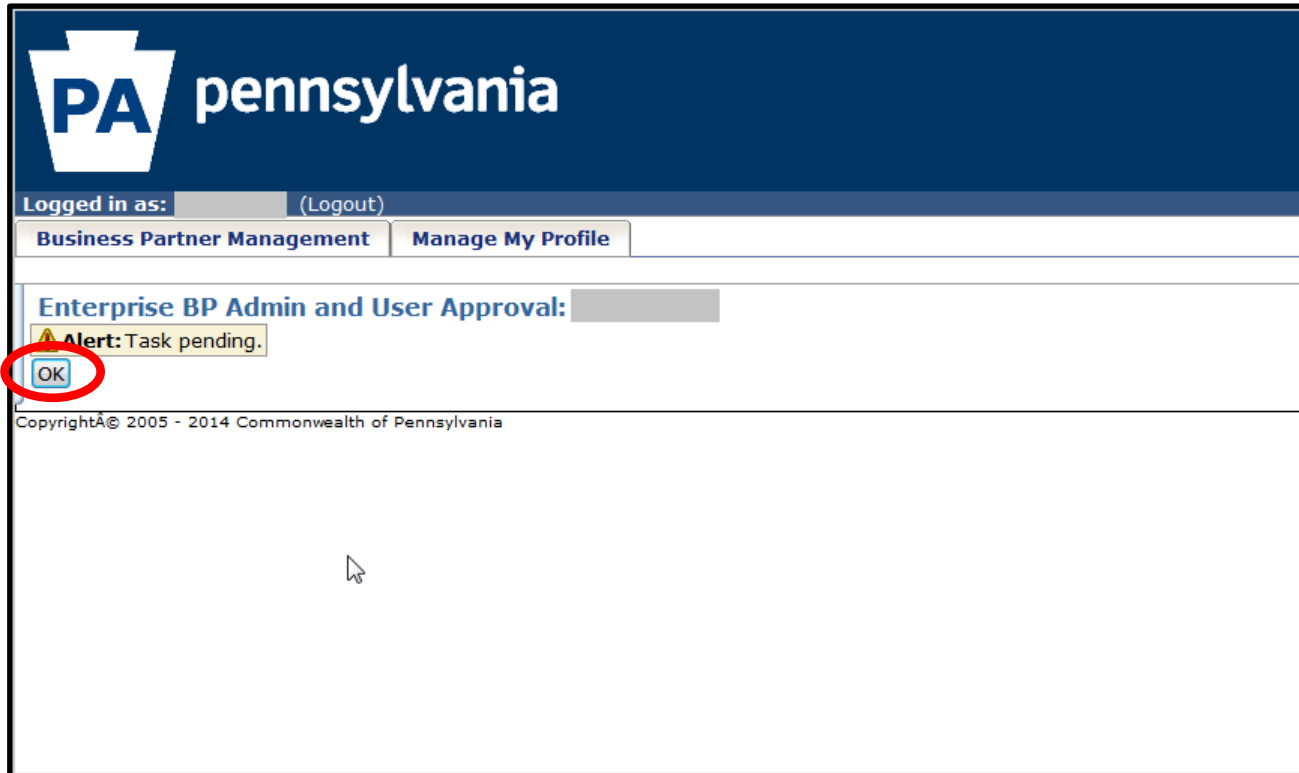 PA pennsylvania
Logged in as: (Logout)
Business Partner Management Manage My Profile
Enterprise BP Admin and User Approval:
Alert: Task pending.
OK
CopyrightÂ© 2005 - 2014 Commonwealth of Pennsylvania